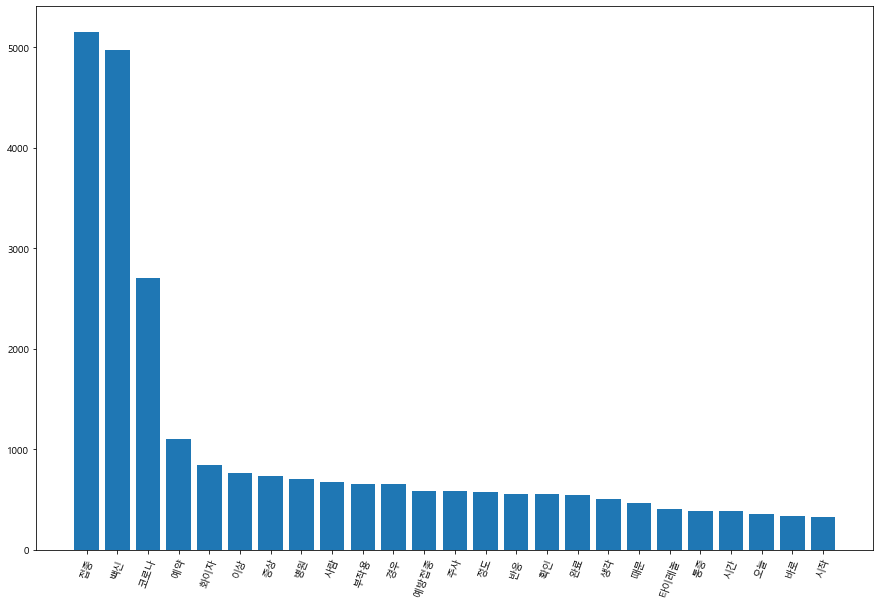 5000
4000
3000
2000
1000
0
접종
백신
코로나
예약
화이자
이상
증상
병원
사람
부작용
경우
예방접종
주사
정도
반응
확인
완료
생각
때문
타이레놀
통증
시간
오늘
바로
시작